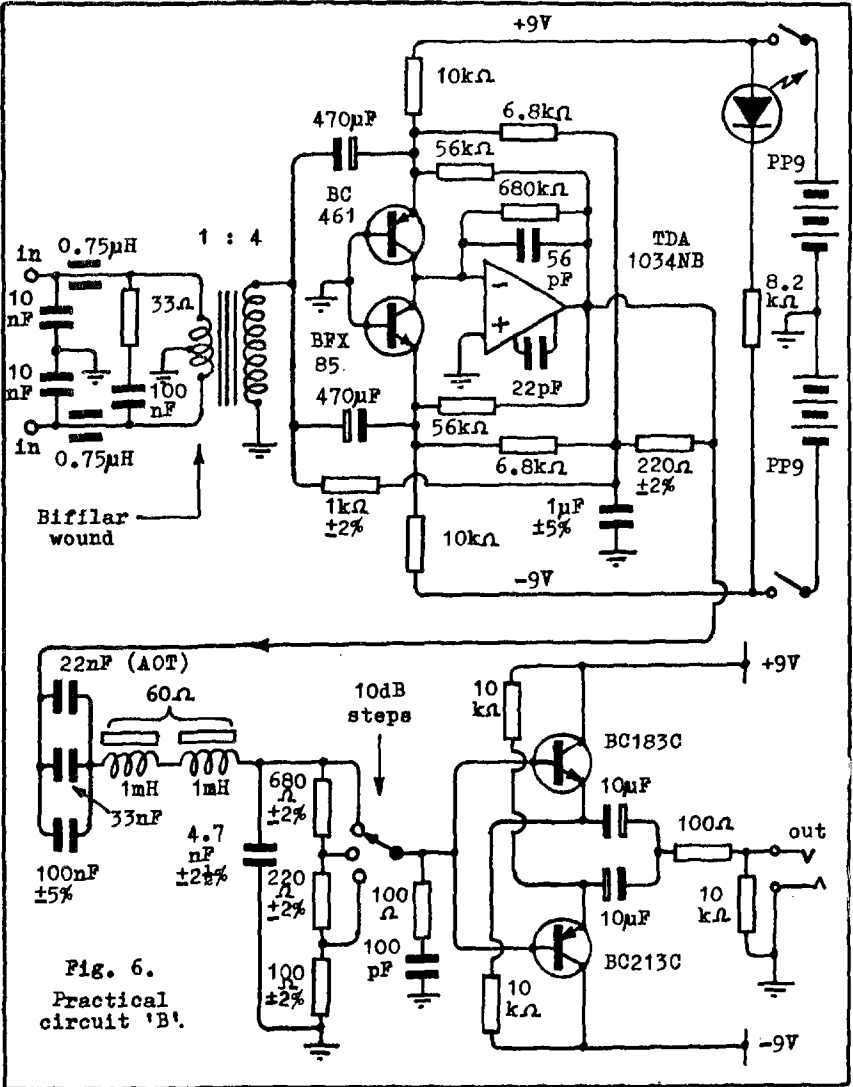 +9V
10kΩ
470μF
6.8kΩ
56kΩ
BC
461
680kΩ
PP9
in
0.75μH
1 : 4
56
pF
TDA
1034NB
10
nF
33Ω
8.2
kΩ
BFX
85.
10
nF
100
nF
470μF
22pF
in
0.75μH
56kΩ
6.8kΩ
220Ω
±2%
PP9
Bifilar
wound
1kΩ
±2%
1μF
±5%
10kΩ
-9V
22nF (AOT)
60Ω
10dB
steps
10
kΩ
+9V
BC183C
1mH
1mH
680
Ω
±2%
10μF
33nF
4.7
nF
±2½%
100Ω
out
100nF
±5%
220
Ω
±2%
100
Ω
10μF
10
kΩ
Fig. 6.
Practical
circuit 'B'.
100
Ω
±2%
100
pF
BC213C
10
kΩ
-9V
+
-